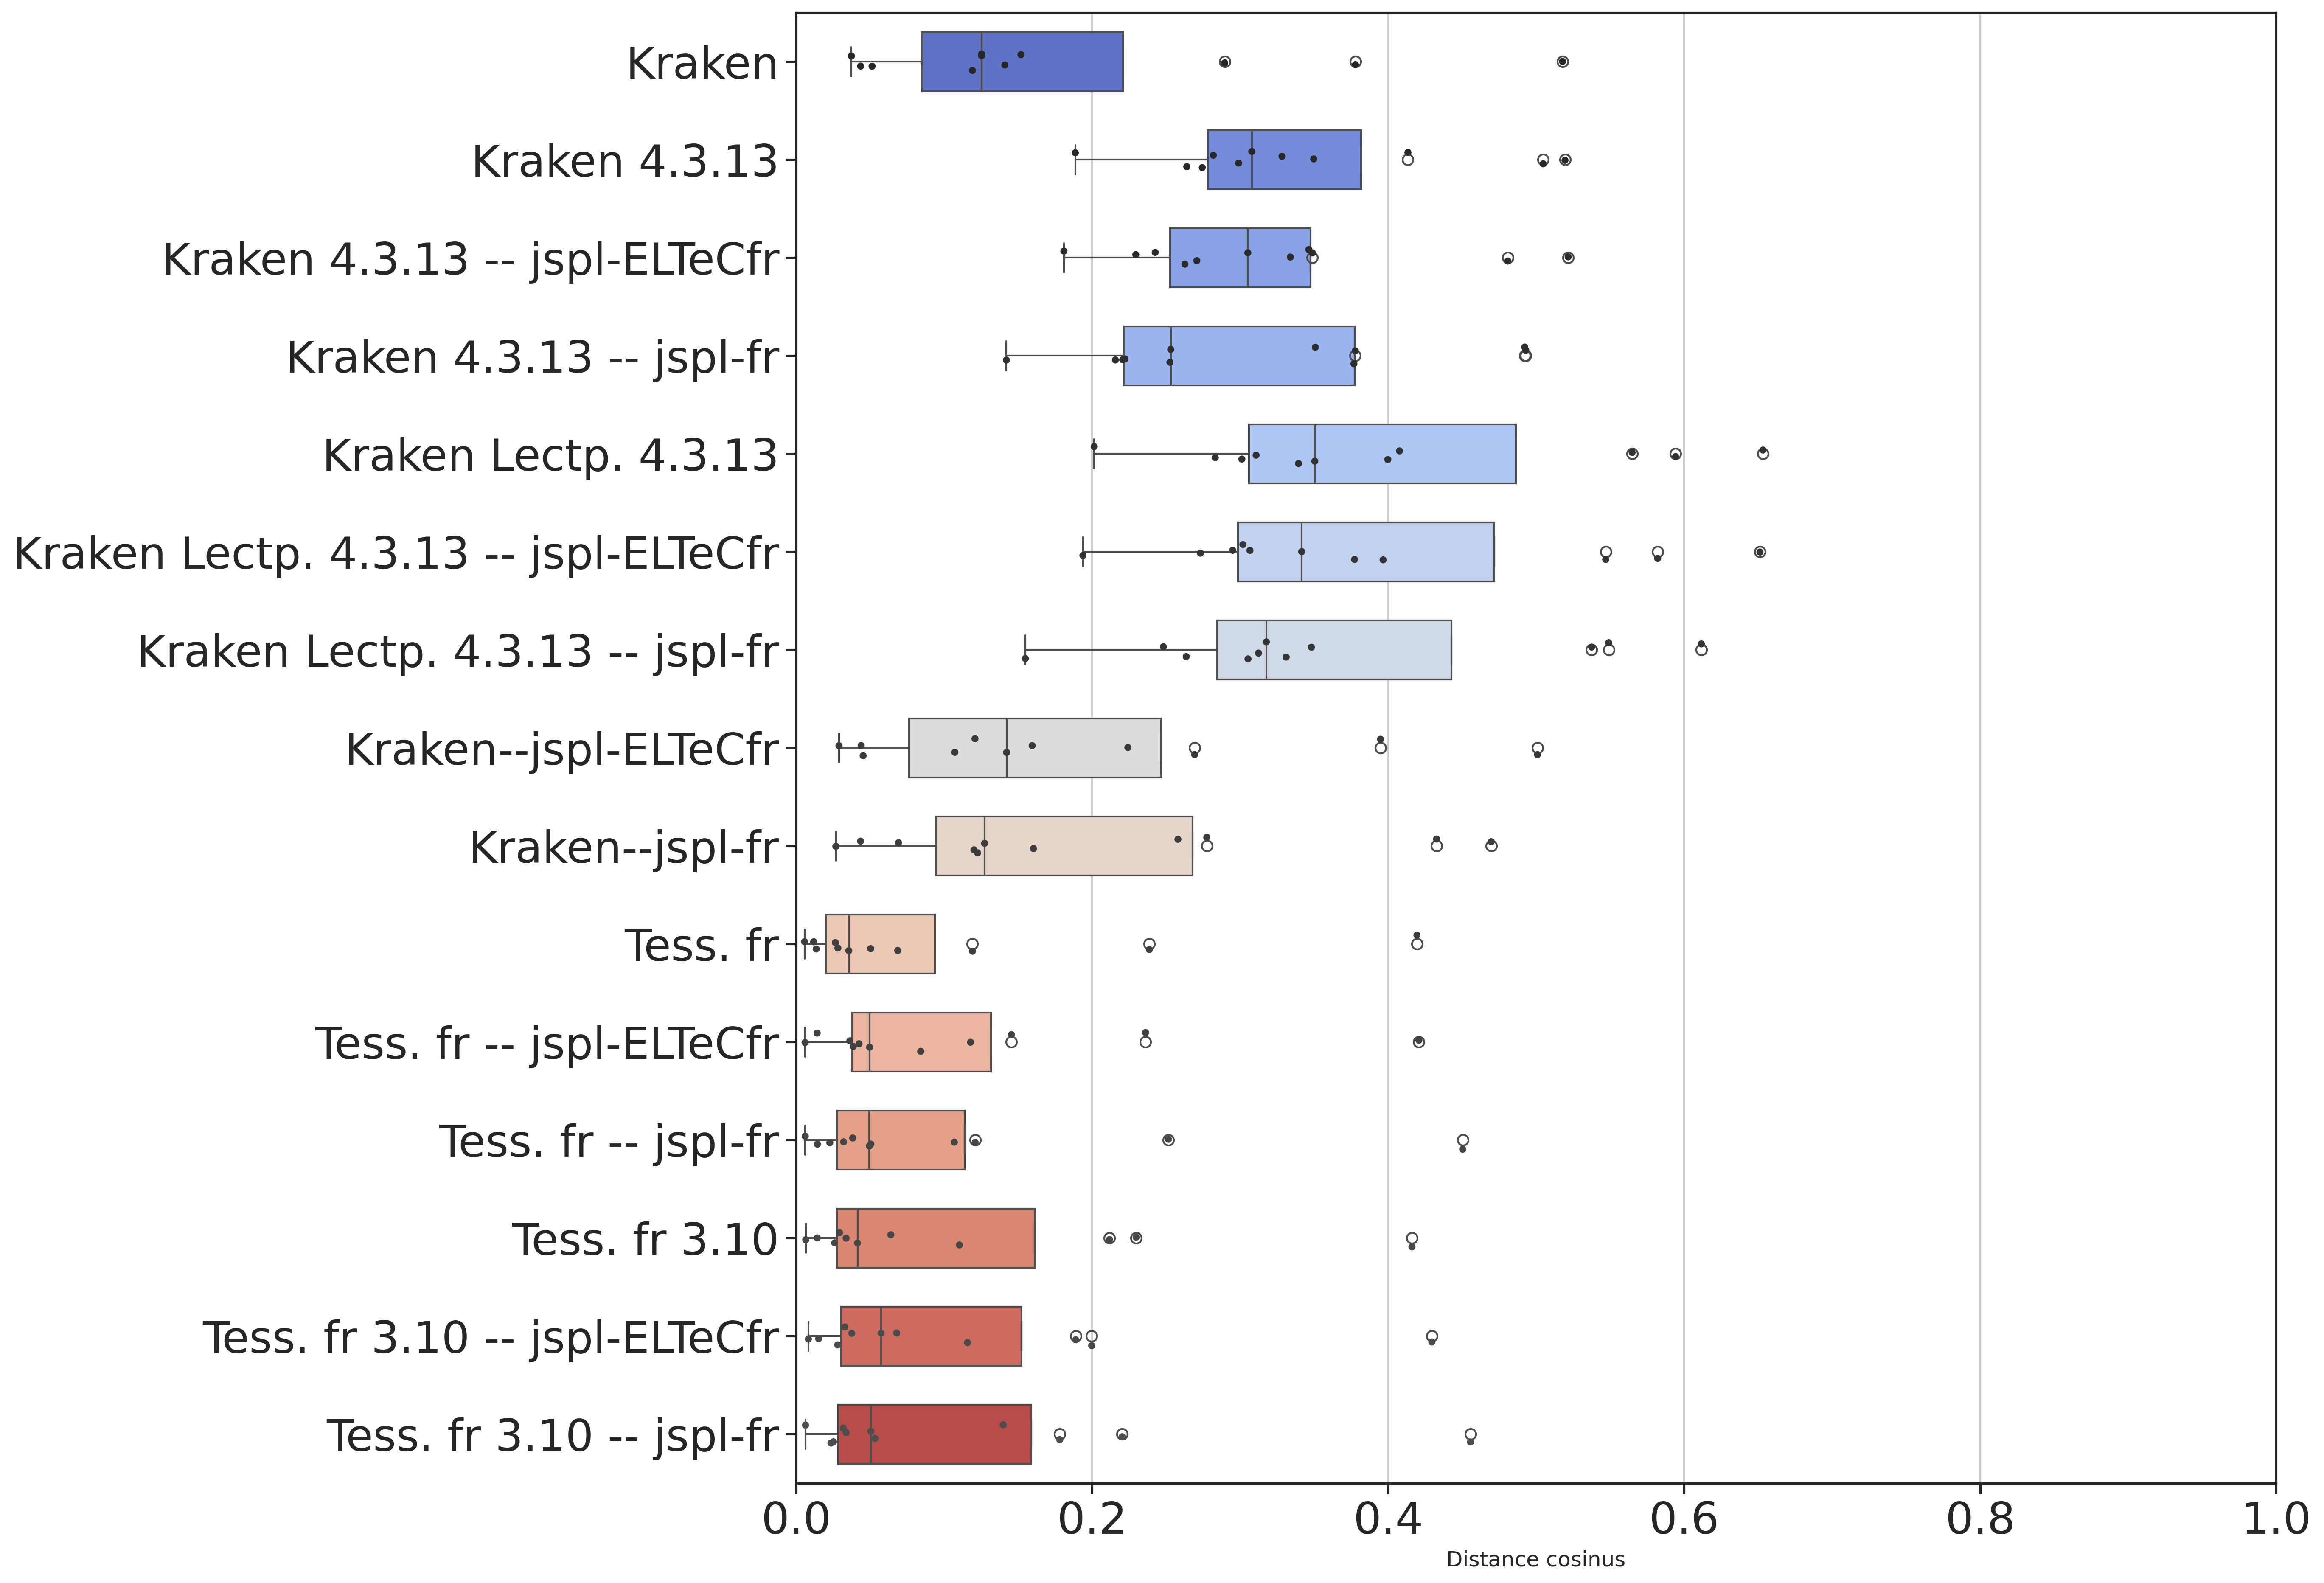 Kraken
Kraken 4.3.13
Kraken 4.3.13 -- jspl-ELTeCfr
Kraken 4.3.13 -- jspl-fr
Kraken Lectp. 4.3.13
Kraken Lectp. 4.3.13 -- jspl-ELTeCfr
Kraken Lectp. 4.3.13 -- jspl-fr
Kraken--jspl-ELTeCfr
Kraken--jspl-fr
Tess. fr
Tess. fr -- jspl-ELTeCfr
Tess. fr -- jspl-fr
Tess. fr 3.10
Tess. fr 3.10 -- jspl-ELTeCfr
Tess. fr 3.10 -- jspl-fr
0.0 0.2 0.4 0.6 0.8 1.0
Distance cosinus